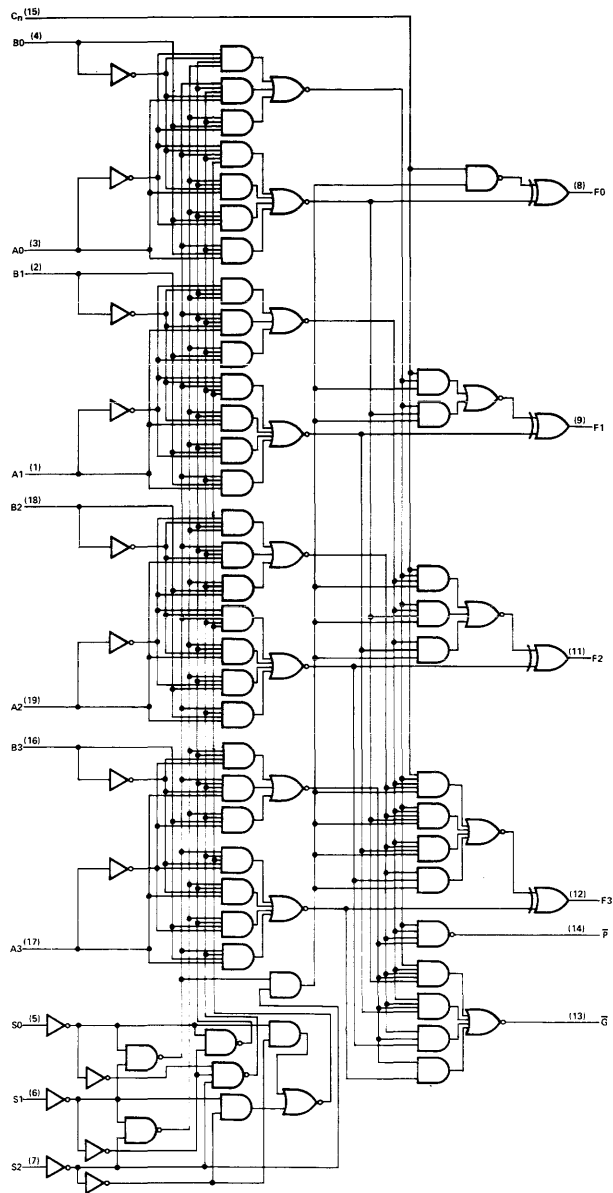 Cn (15)
B0 (4)
(8) F0
A0 (3)
B1 (2)
(9) F1
A1 (1)
B2 (18)
(11) F2
A2 (19)
B3 (16)
(12) F3
(14) P̅
A3 (17)
(13) G̅
S0 (5)
S1 (6)
S2 (7)